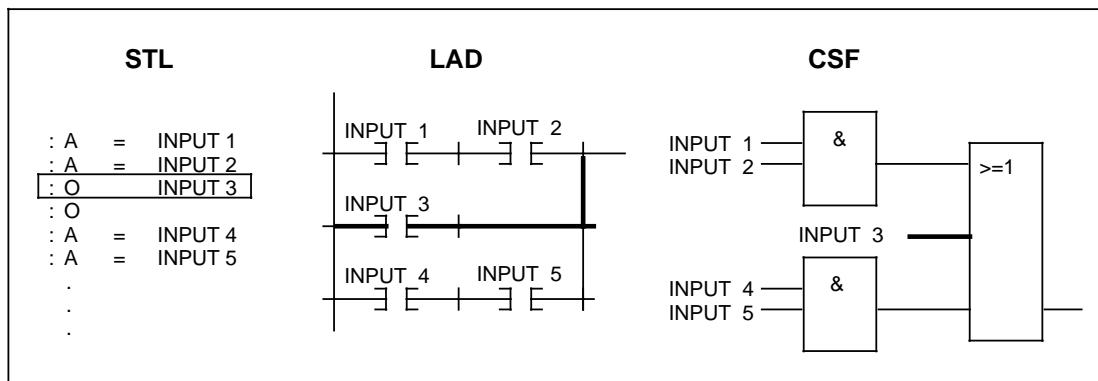 STL
: A = INPUT 1
: A = INPUT 2
: O INPUT 3
: O
: A = INPUT 4
: A = INPUT 5
.
.
.
LAD
INPUT 1 INPUT 2
INPUT 3
INPUT 4 INPUT 5
CSF
INPUT 1
INPUT 2
&
>=1
INPUT 3
INPUT 4
INPUT 5
&